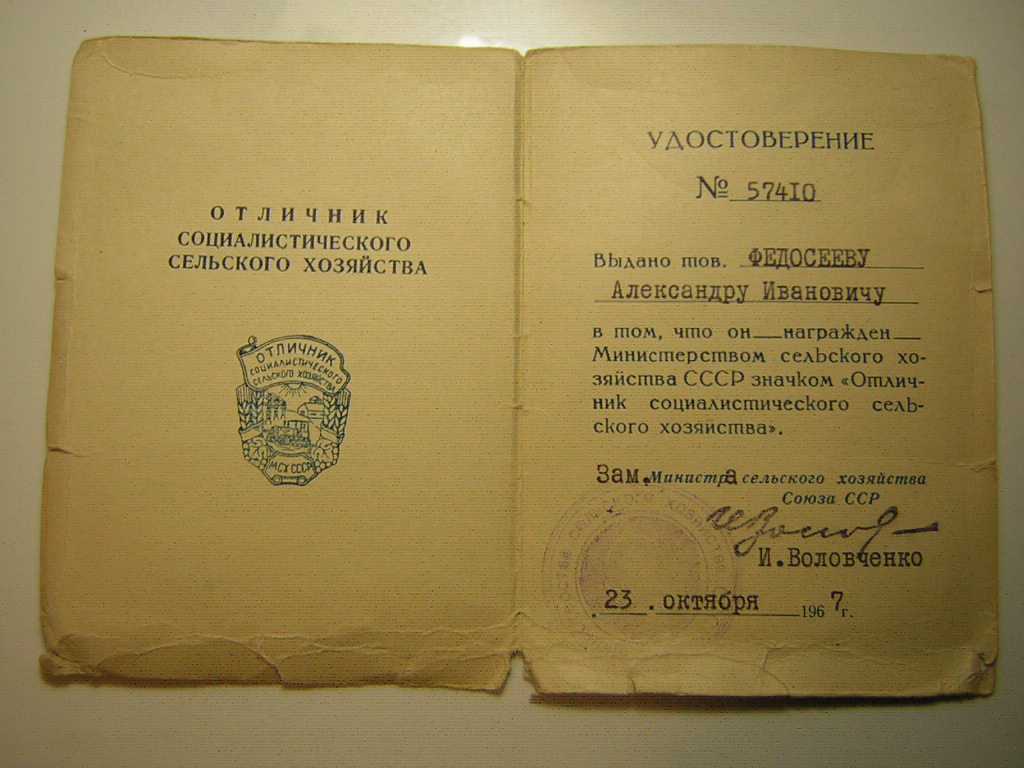 ОТЛИЧНИК
СОЦИАЛИСТИЧЕСКОГО
СЕЛЬСКОГО ХОЗЯЙСТВА
ОТЛИЧНИК
СОЦИАЛИСТИЧЕСКОГО
СЕЛЬСКОГО ХОЗЯЙСТВА
МСХ СССР
УДОСТОВЕРЕНИЕ
№ 57410
Выдано тов. ФЕДОСЕЕВУ
Александру Ивановичу
в том, что он награжден
Министерством сельского хо-
зяйства СССР значком «Отлич-
ник социалистического сель-
ского хозяйства».
Зам. Министра сельского хозяйства
Союза ССР
И.Воловченко
23 октября 1967 г.